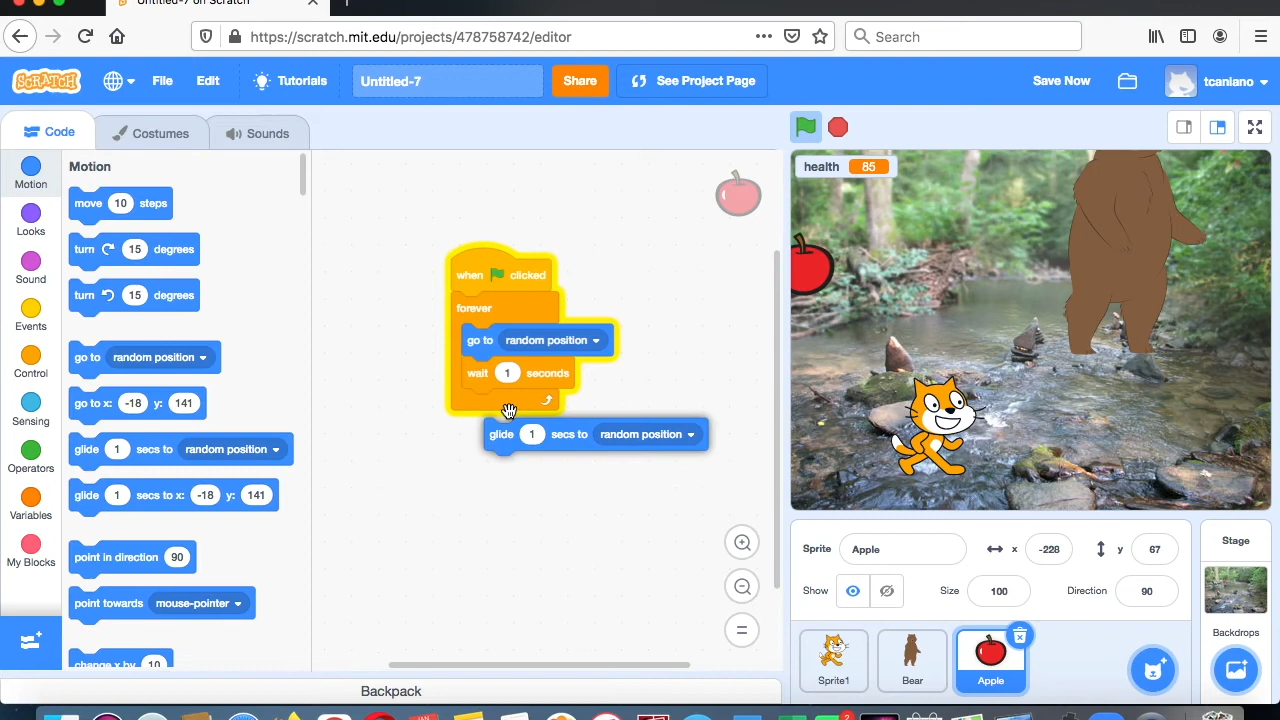 Untitled-7 on Scratch
https://scratch.mit.edu/projects/478758742/editor
Search
SCRATCH
File
Edit
Tutorials
Untitled-7
Share
See Project Page
Save Now
tcaniano
Code
Costumes
Sounds
Motion
Looks
Sound
Events
Control
Sensing
Operators
Variables
My Blocks
Motion
move 10 steps
turn 15 degrees
turn 15 degrees
go to random position
go to x: -18 y: 141
glide 1 secs to random position
glide 1 secs to x: -18 y: 141
point in direction 90
point towards mouse-pointer
change x by 10
when clicked
forever
go to random position
wait 1 seconds
glide 1 secs to random position
Backpack
health 85
Sprite Apple x -228 y 67
Show Size 100 Direction 90
Sprite1
Bear
Apple
Stage
Backdrops
2